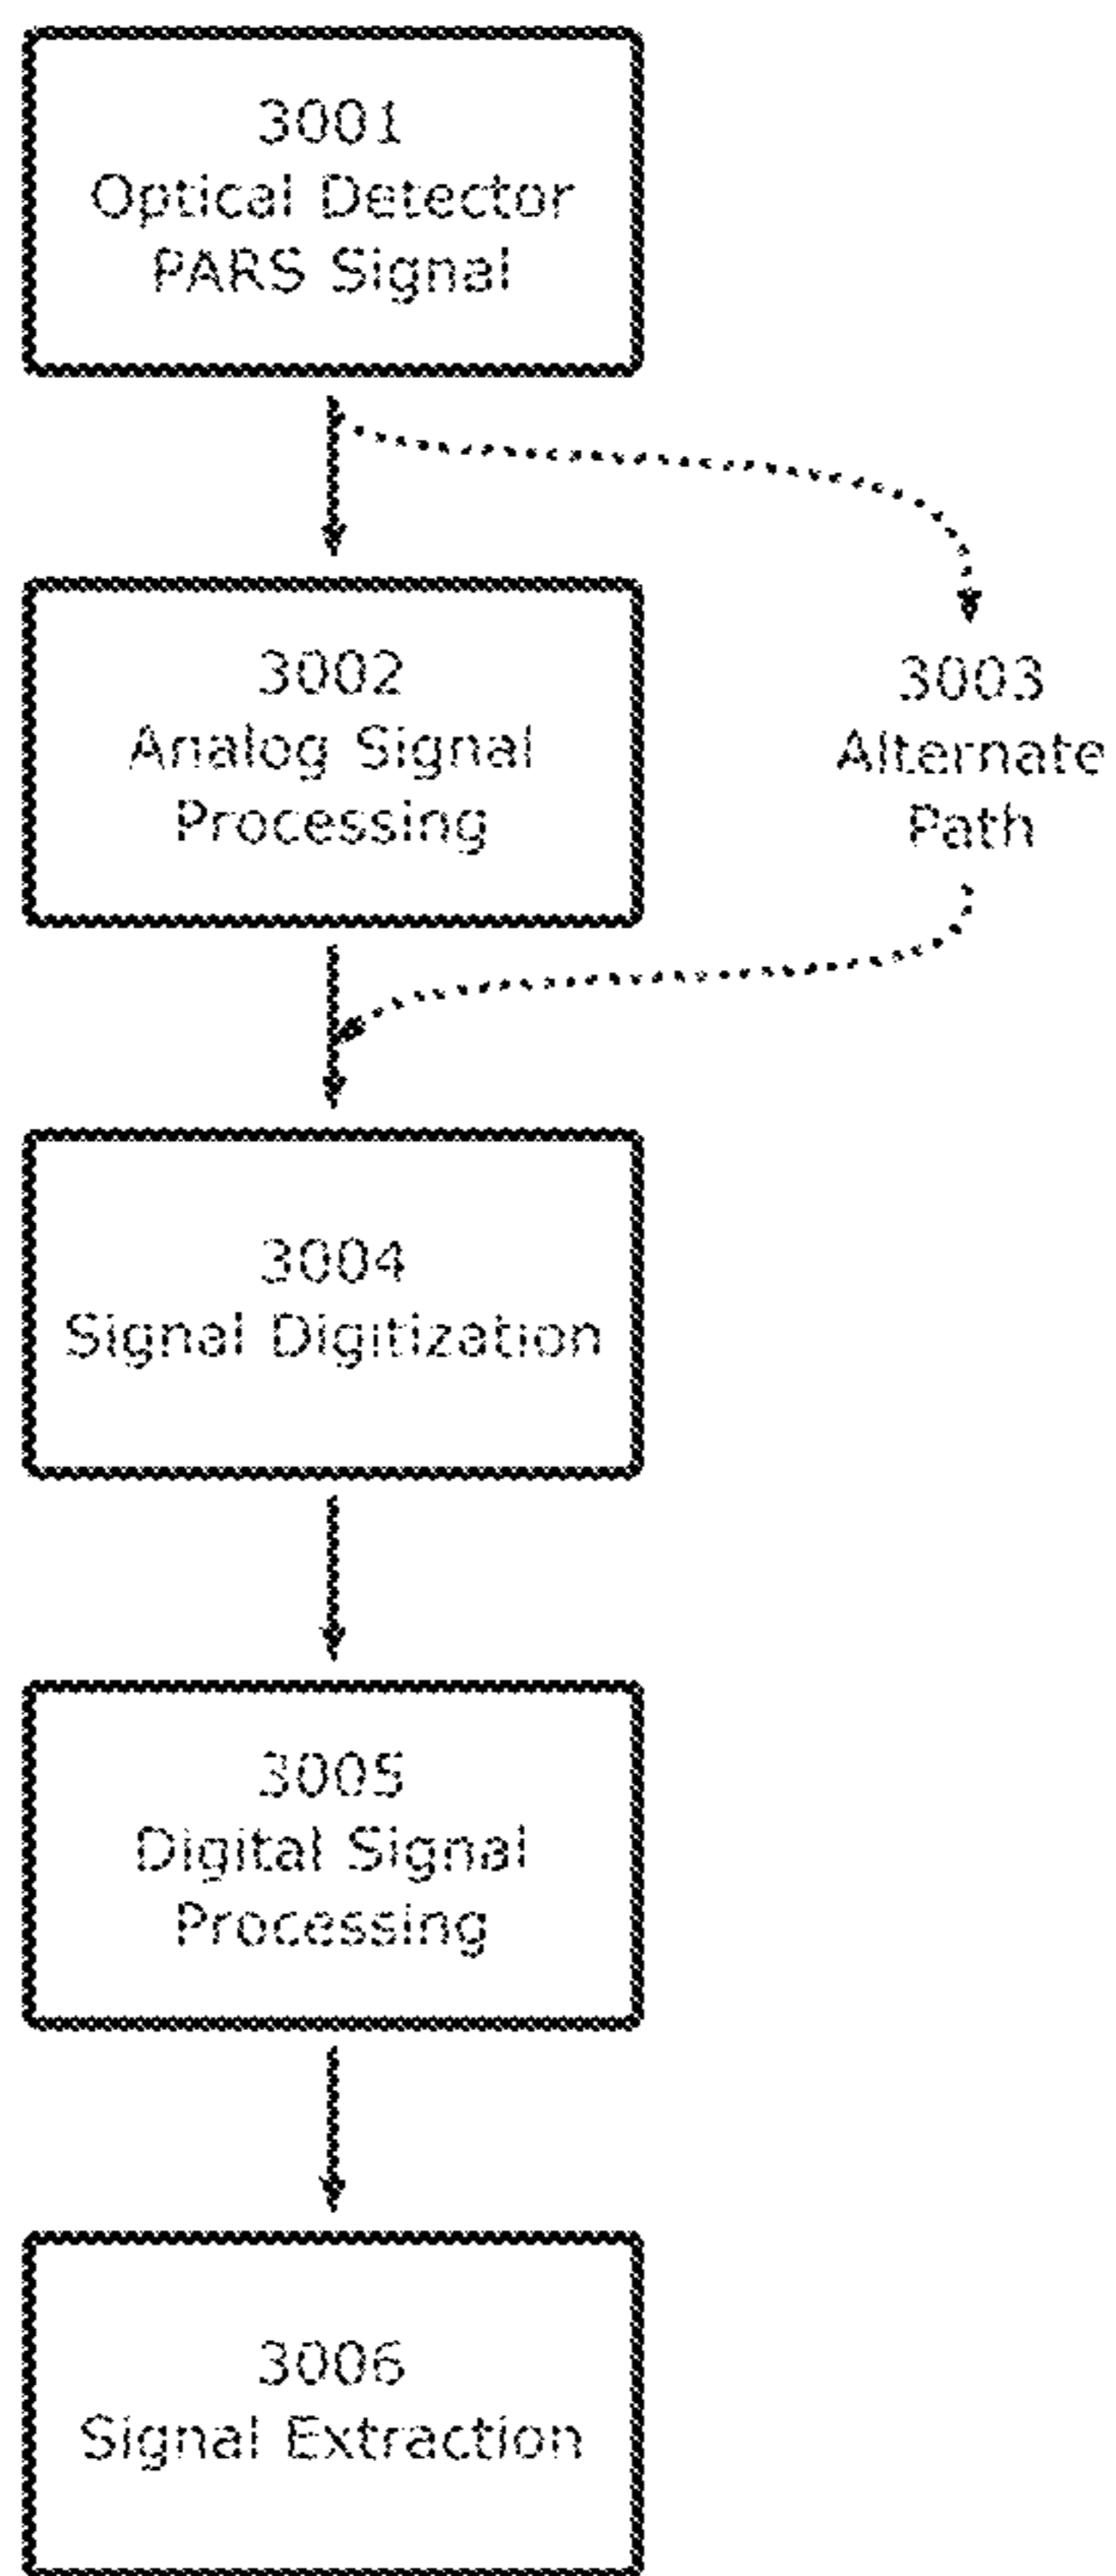 3001
Optical Detector
PARS Signal
3002
Analog Signal
Processing
3003
Alternate
Path
3004
Signal Digitization
3005
Digital Signal
Processing
3006
Signal Extraction